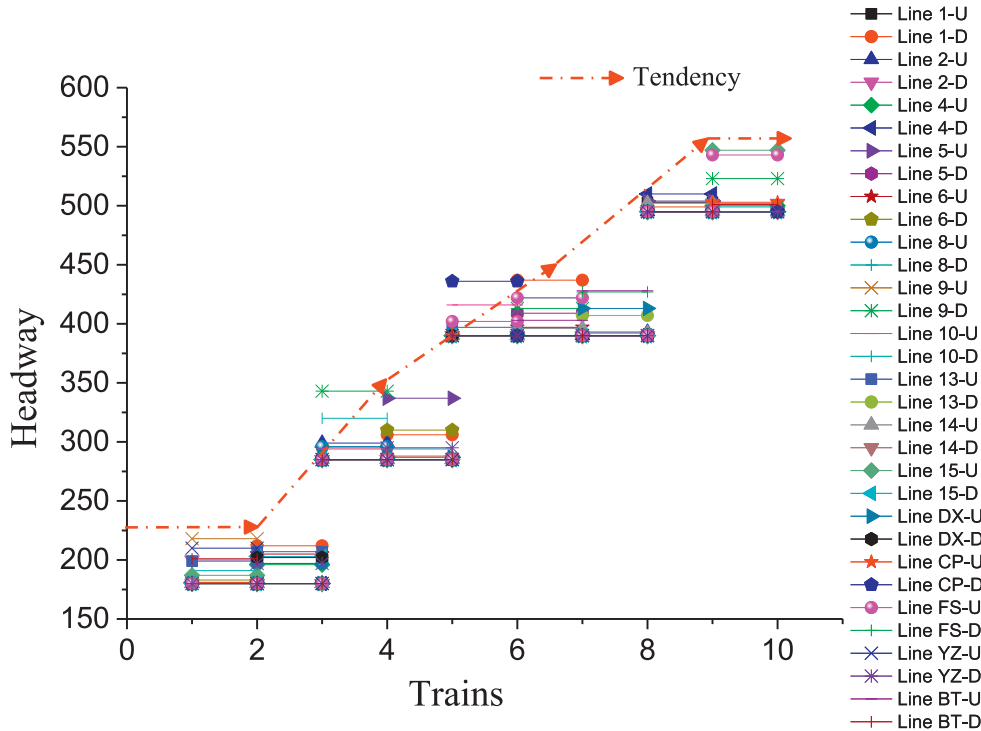 Tendency
600
550
500
450
400
350
300
250
200
150
Headway
0
2
4
6
8
10
Trains
Line 1-U
Line 1-D
Line 2-U
Line 2-D
Line 4-U
Line 4-D
Line 5-U
Line 5-D
Line 6-U
Line 6-D
Line 8-U
Line 8-D
Line 9-U
Line 9-D
Line 10-U
Line 10-D
Line 13-U
Line 13-D
Line 14-U
Line 14-D
Line 15-U
Line 15-D
Line DX-U
Line DX-D
Line CP-U
Line CP-D
Line FS-U
Line FS-D
Line YZ-U
Line YZ-D
Line BT-U
Line BT-D